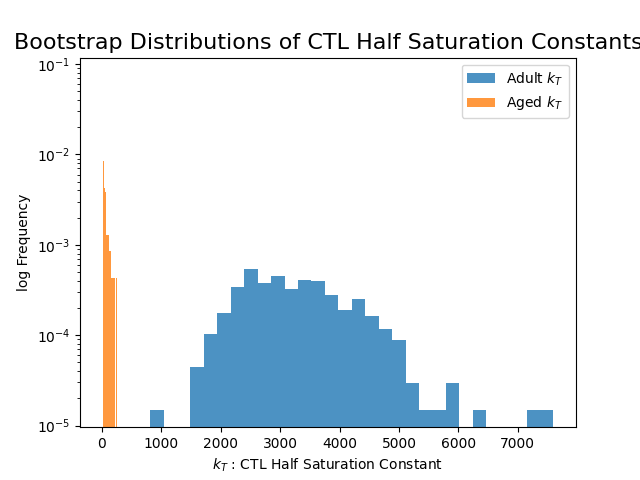 Bootstrap Distributions of CTL Half Saturation Constants
log Frequency
10⁻¹
10⁻²
10⁻³
10⁻⁴
10⁻⁵
Adult k_T
Aged k_T
0 1000 2000 3000 4000 5000 6000 7000
k_T : CTL Half Saturation Constant